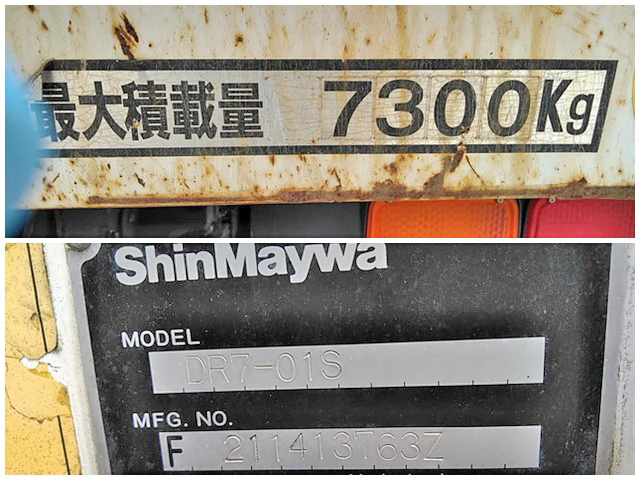 最大積載量 7300Kg
ShinMaywa
MODEL
DR7-01S
MFG. NO.
F 211413763Z